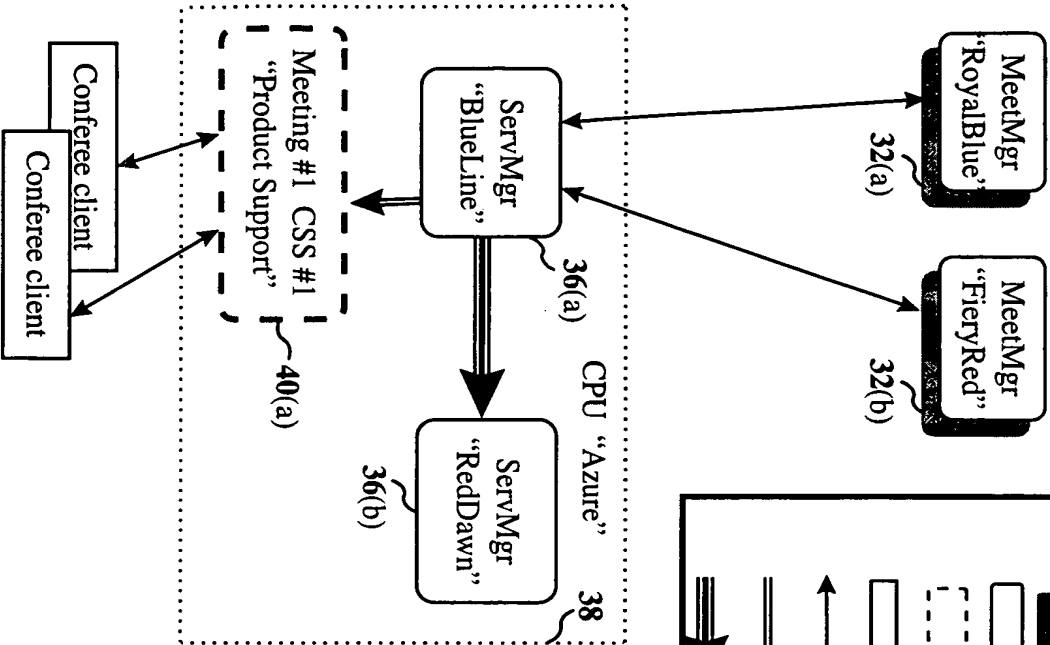 MeetMgr
“RoyalBlue”
32(a)
MeetMgr
“FieryRed”
32(b)
ServMgr
“BlueLine”
36(a)
CPU “Azure”
38
ServMgr
“RedDawn”
36(b)
Meeting #1 CSS #1
“Product Support”
40(a)
Conferee client
Conferee client